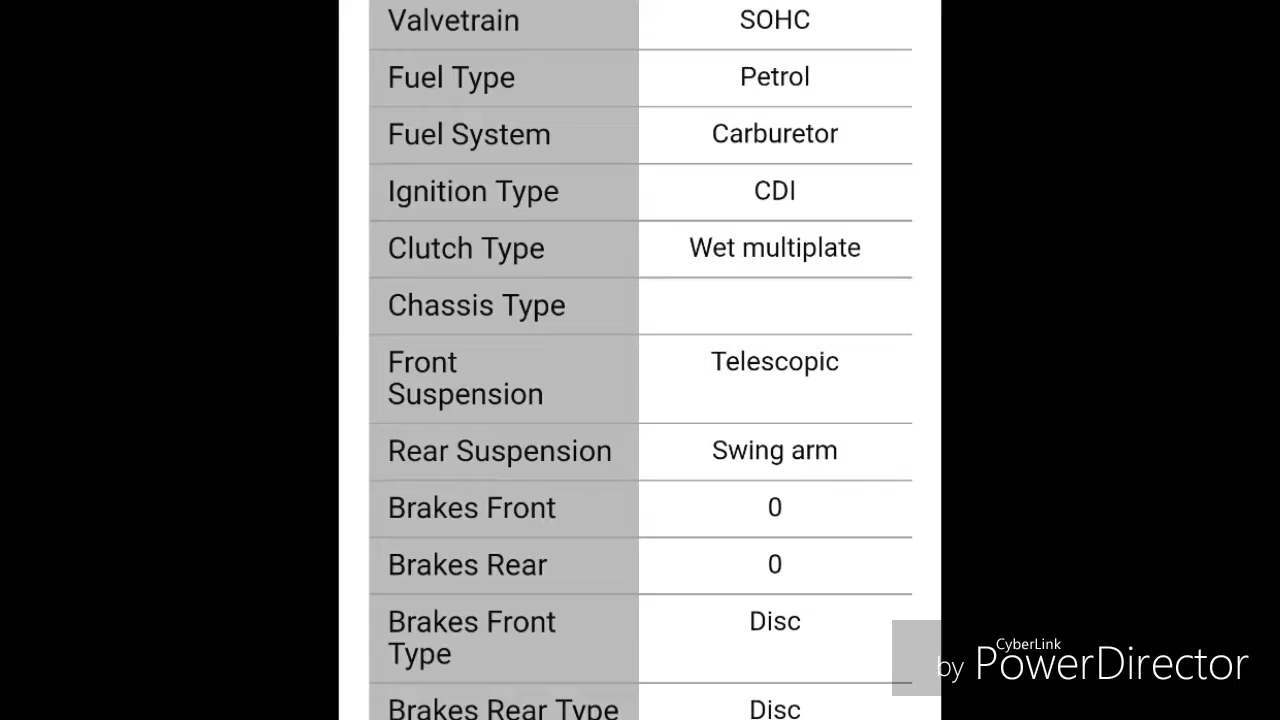 Valvetrain SOHC
Fuel Type Petrol
Fuel System Carburetor
Ignition Type CDI
Clutch Type Wet multiplate
Chassis Type
Front Telescopic
Suspension
Rear Suspension Swing arm
Brakes Front 0
Brakes Rear 0
Brakes Front Disc
Type
Brakes Rear Type Disc
CyberLink
by PowerDirector